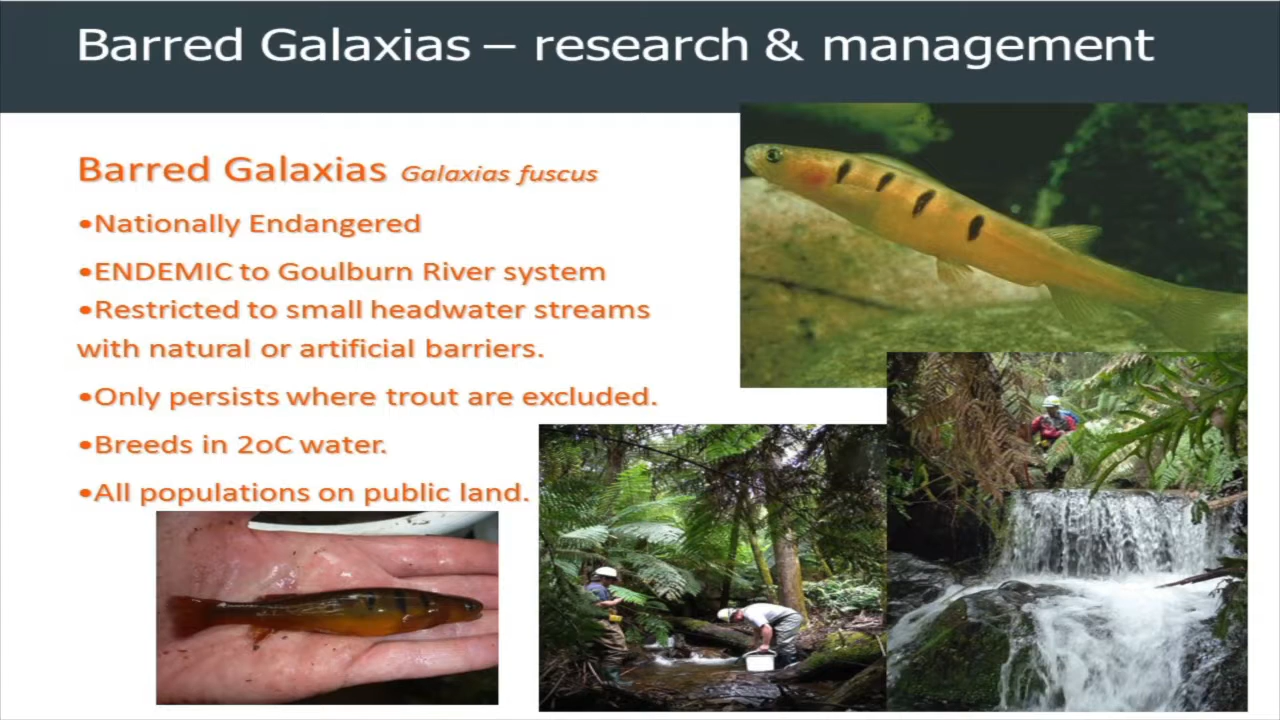 Barred Galaxias – research & management
Barred Galaxias Galaxias fuscus
•Nationally Endangered
•ENDEMIC to Goulburn River system
•Restricted to small headwater streams
with natural or artificial barriers.
•Only persists where trout are excluded.
•Breeds in 2oC water.
•All populations on public land.